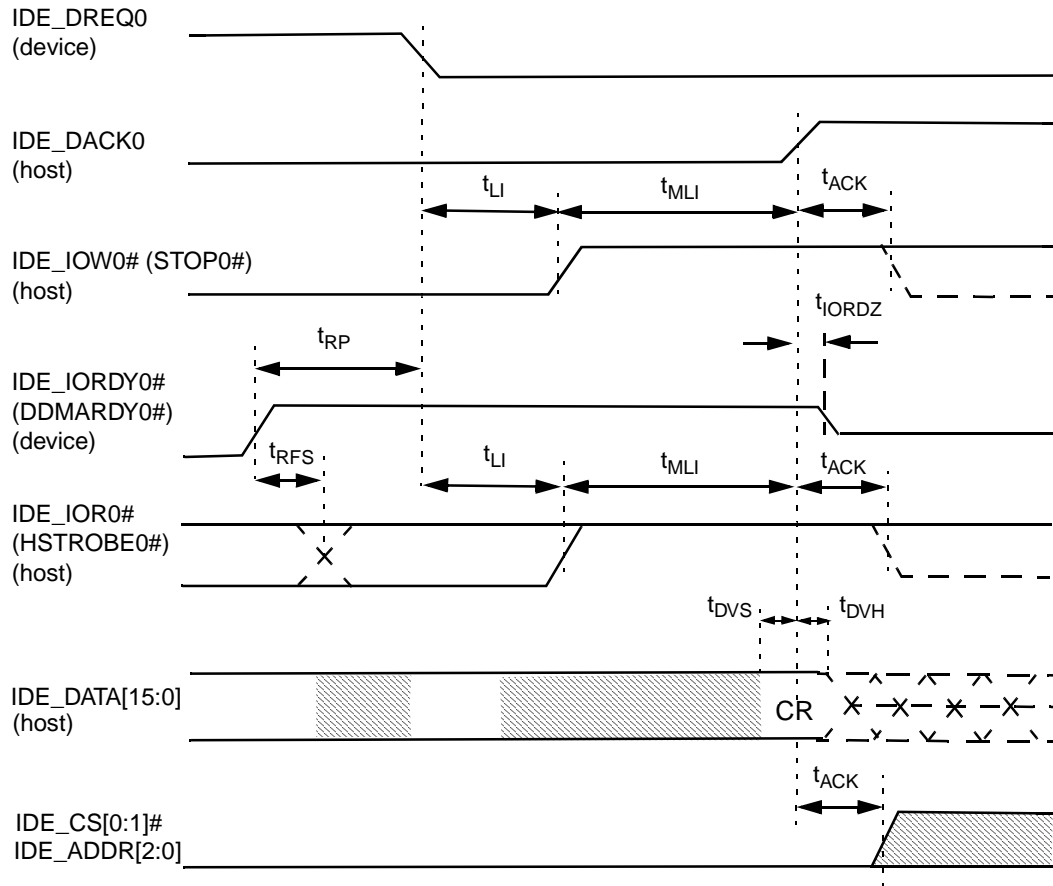 IDE_DREQ0
(device)
IDE_DACK0
(host)
tLI
tMLI
tACK
IDE_IOW0# (STOP0#)
(host)
tIORDZ
tRP
IDE_IORDY0#
(DDMARDY0#)
(device)
tRFS
tLI
tMLI
tACK
IDE_IOR0#
(HSTROBE0#)
(host)
tDVS
tDVH
IDE_DATA[15:0]
(host)
CR
tACK
IDE_CS[0:1]#
IDE_ADDR[2:0]